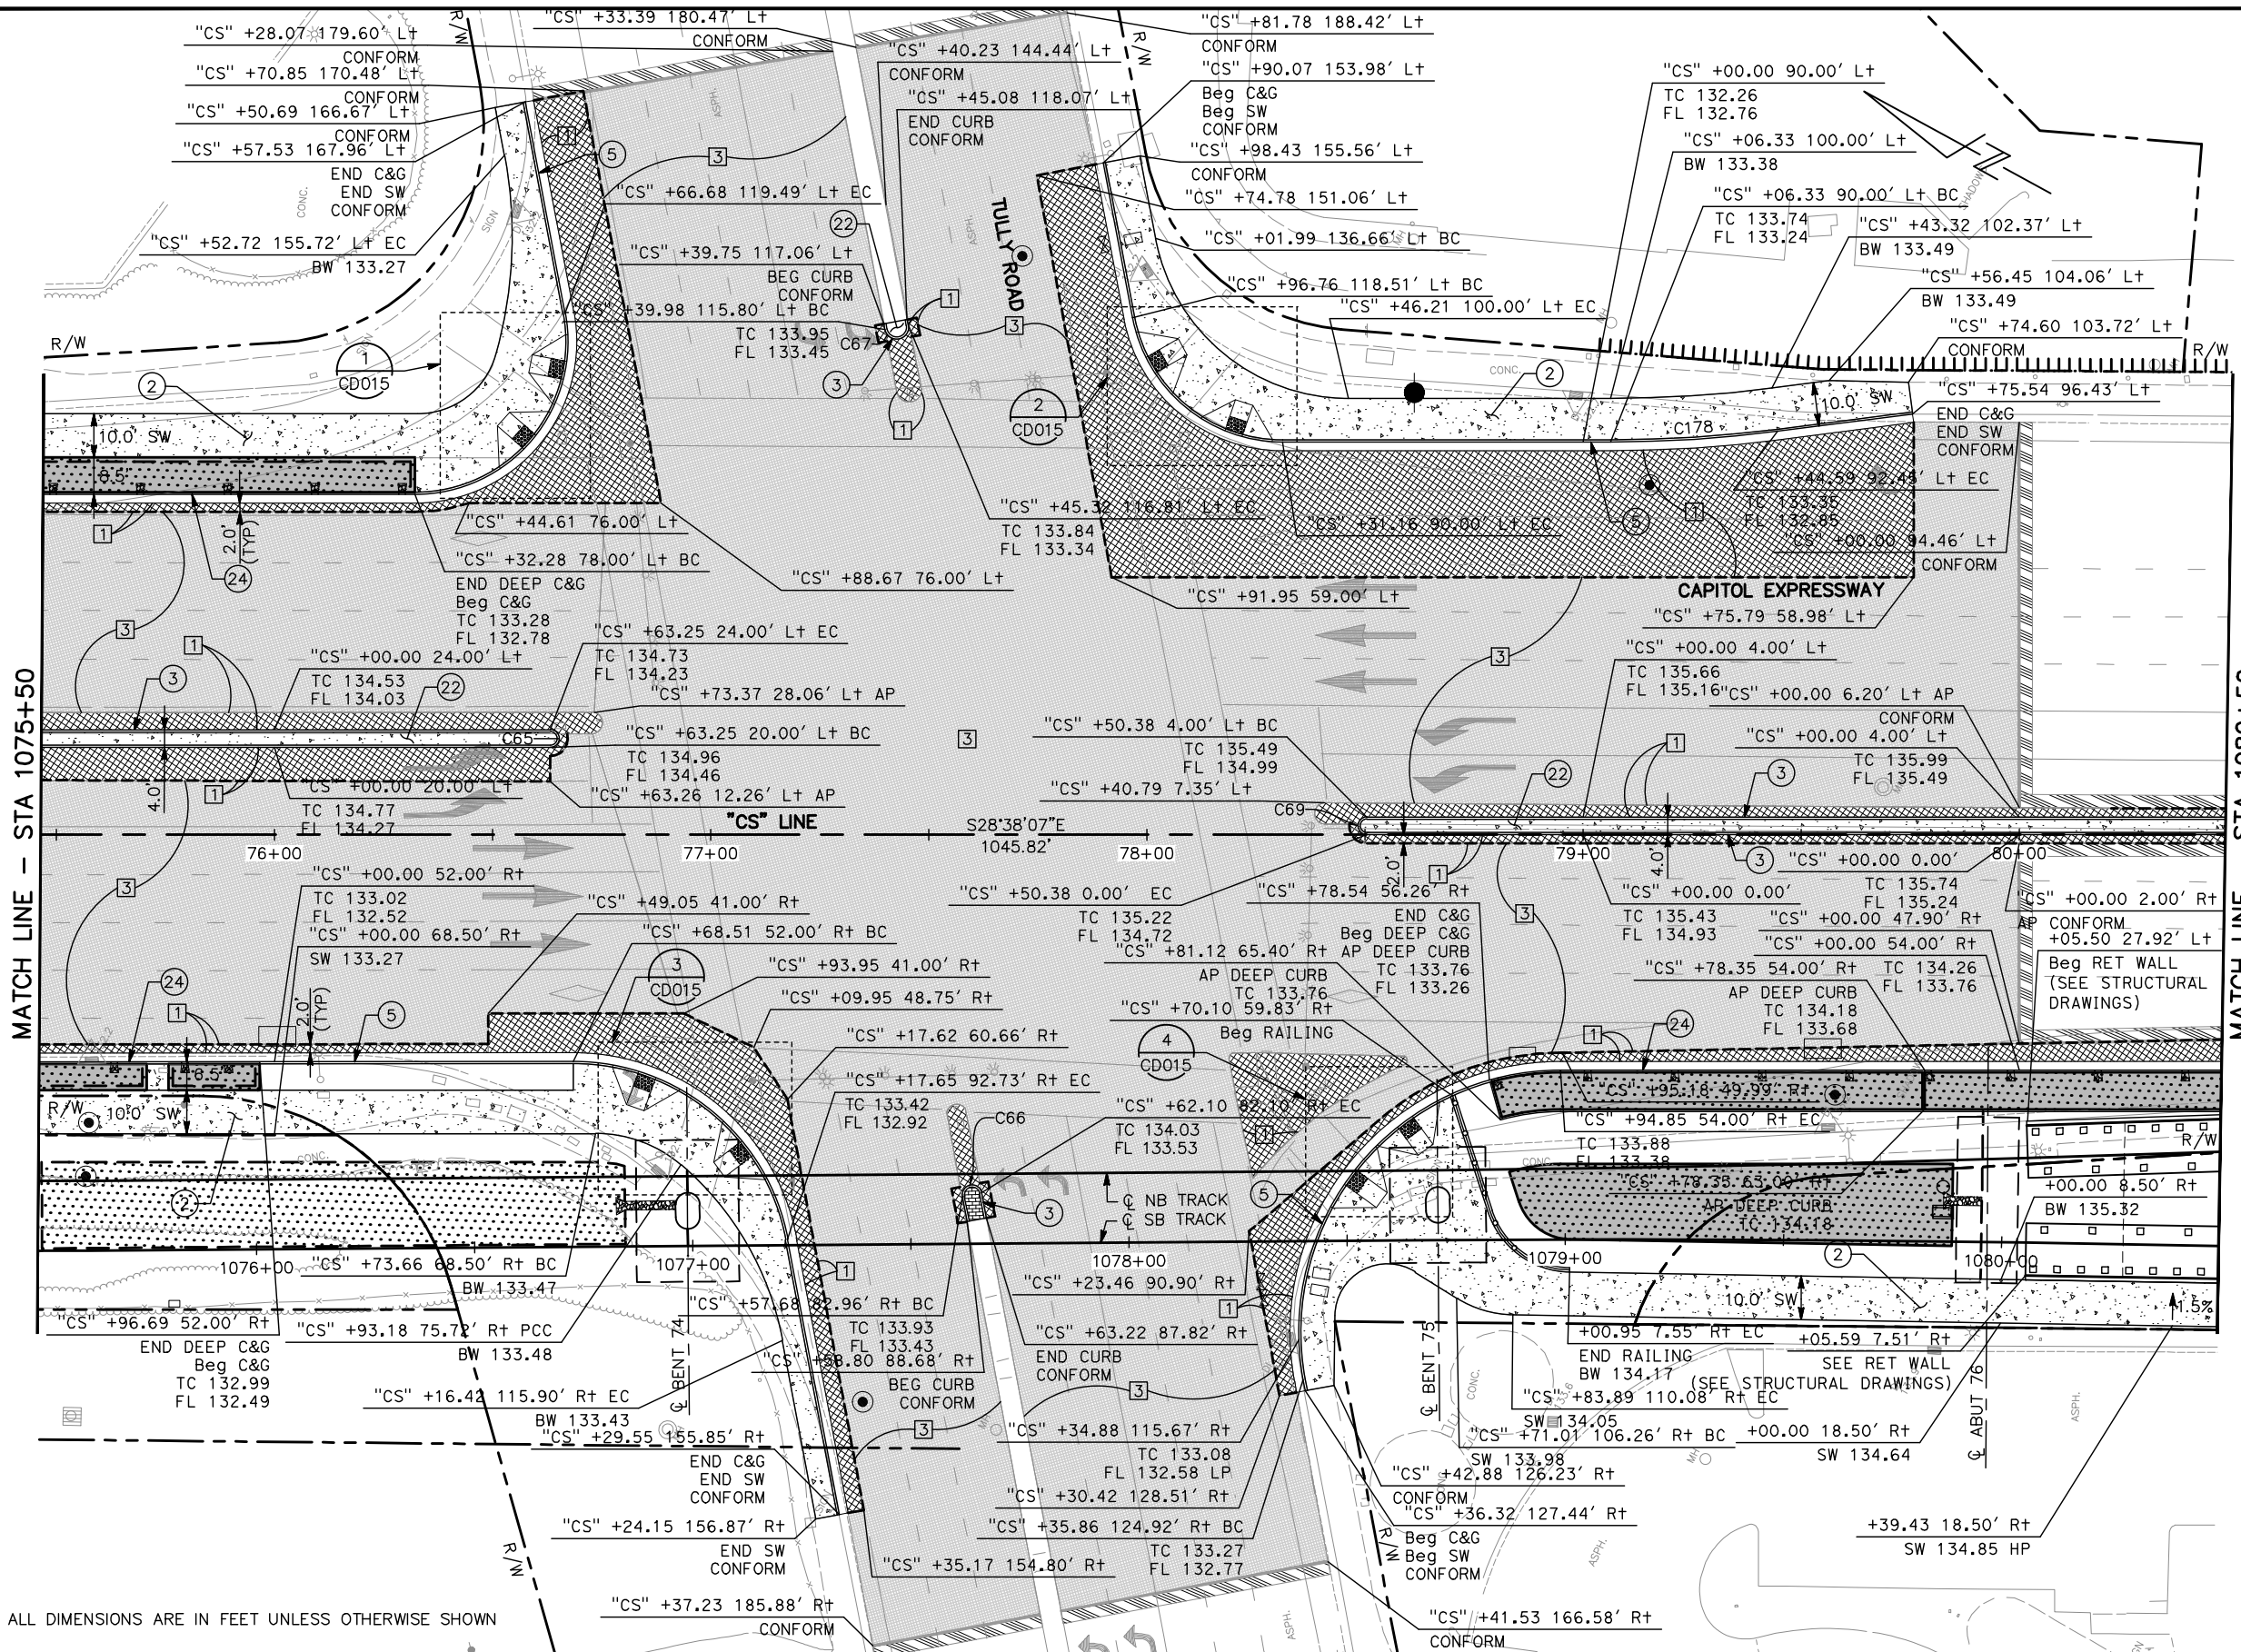 "CS" +28.07 179.60' Lt
CONFORM
"CS" +70.85 170.48' Lt
CONFORM
"CS" +50.69 166.67' Lt
CONFORM
"CS" +57.53 167.96' Lt
END C&G
END SW
CONFORM
"CS" +52.72 155.72' Lt EC
BW 133.27
R/W
"CS" +33.39 180.47' Lt
CONFORM
"CS" +40.23 144.44' Lt
CONFORM
"CS" +45.08 118.07' Lt
END CURB
CONFORM
"CS" +66.68 119.49' Lt EC
"CS" +39.75 117.06' Lt
BEG CURB
CONFORM
"CS" +39.98 115.80' Lt BC
TC 133.95
FL 133.45
C67
TULLY ROAD
R/W
"CS" +81.78 188.42' Lt
CONFORM
"CS" +90.07 153.98' Lt
Beg C&G
Beg SW
CONFORM
"CS" +98.43 155.56' Lt
CONFORM
"CS" +74.78 151.06' Lt
"CS" +01.99 136.66' Lt BC
"CS" +96.76 118.51' Lt BC
"CS" +46.21 100.00' Lt EC
"CS" +00.00 90.00' Lt
TC 132.26
FL 132.76
"CS" +06.33 100.00' Lt
BW 133.38
"CS" +06.33 90.00' Lt BC
TC 133.74
FL 133.24
"CS" +43.32 102.37' Lt
BW 133.49
"CS" +56.45 104.06' Lt
BW 133.49
"CS" +74.60 103.72' Lt
CONFORM
R/W
"CS" +75.54 96.43' Lt
END C&G
END SW
CONFORM
"CS" +44.59 92.45' Lt EC
TC 133.35
FL 132.85
"CS" +00.00 94.46' Lt
CONFORM
10.0' SW
C178
R/W
1
CD015
2
CD015
10.0' SW
8.5'
2.0'
(TYP)
"CS" +44.61 76.00' Lt
"CS" +32.28 78.00' Lt BC
END DEEP C&G
Beg C&G
TC 133.28
FL 132.78
"CS" +88.67 76.00' Lt
"CS" +45.32 116.81' Lt EC
TC 133.84
FL 133.34
"CS" +31.16 90.00' Lt EC
"CS" +91.95 59.00' Lt
CAPITOL EXPRESSWAY
"CS" +75.79 58.98' Lt
MATCH LINE - STA 1075+50
"CS" +00.00 24.00' Lt
TC 134.53
FL 134.03
"CS" +63.25 24.00' Lt EC
TC 134.73
FL 134.23
"CS" +73.37 28.06' Lt AP
C65
"CS" +63.25 20.00' Lt BC
TC 134.96
FL 134.46
"CS" +63.26 12.26' Lt AP
"CS" +00.00 20.00' Lt
TC 134.77
FL 134.27
4.0'
"CS" +50.38 4.00' Lt BC
TC 135.49
FL 134.99
"CS" +40.79 7.35' Lt
C69
"CS" +00.00 4.00' Lt
TC 135.66
FL 135.16
"CS" +00.00 6.20' Lt AP
CONFORM
"CS" +00.00 4.00' Lt
TC 135.99
FL 135.49
"CS" LINE
S28°38'07"E
1045.82'
76+00
77+00
78+00
79+00
80+00
"CS" +00.00 52.00' Rt
TC 133.02
FL 132.52
"CS" +00.00 68.50' Rt
SW 133.27
"CS" +49.05 41.00' Rt
"CS" +68.51 52.00' Rt BC
3
CD015
"CS" +93.95 41.00' Rt
"CS" +09.95 48.75' Rt
"CS" +17.62 60.66' Rt
"CS" +17.65 92.73' Rt EC
TC 133.42
FL 132.92
"CS" +50.38 0.00' EC
TC 135.22
FL 134.72
"CS" +78.54 56.26' Rt
END C&G
Beg DEEP C&G
AP DEEP CURB
TC 133.76
FL 133.26
"CS" +81.12 65.40' Rt
AP DEEP CURB
TC 133.76
"CS" +70.10 59.83' Rt
Beg RAILING
4
CD015
2.0'
4.0'
"CS" +00.00 0.00'
TC 135.43
FL 134.93
"CS" +00.00 0.00'
TC 135.74
FL 135.24
"CS" +00.00 2.00' Rt
AP CONFORM
"CS" +00.00 47.90' Rt
"CS" +00.00 54.00' Rt
TC 134.26
FL 133.76
"CS" +78.35 54.00' Rt
AP DEEP CURB
TC 134.18
FL 133.68
+05.50 27.92' Lt
Beg RET WALL
(SEE STRUCTURAL
DRAWINGS)
2.0'
(TYP)
8.5'
R/W
10.0' SW
C66
"CS" +62.10 82.10' Rt EC
TC 134.03
FL 133.53
"CS" +95.18 49.99' Rt
"CS" +94.85 54.00' Rt EC
TC 133.88
FL 133.38
"CS" +78.35 63.00' Rt
AP DEEP CURB
TC 134.18
R/W
+00.00 8.50' Rt
BW 135.32
℄ NB TRACK
℄ SB TRACK
1076+00
1077+00
1078+00
1079+00
1080+00
"CS" +73.66 68.50' Rt BC
BW 133.47
"CS" +96.69 52.00' Rt
END DEEP C&G
Beg C&G
TC 132.99
FL 132.49
"CS" +93.18 75.72' Rt PCC
BW 133.48
"CS" +16.42 115.90' Rt EC
BW 133.43
℄ BENT 74
"CS" +57.68 82.96' Rt BC
TC 133.93
FL 133.43
"CS" +58.80 88.68' Rt
BEG CURB
CONFORM
"CS" +23.46 90.90' Rt
"CS" +63.22 87.82' Rt
END CURB
CONFORM
℄ BENT 75
10.0' SW
1.5%
+00.95 7.55' Rt EC
END RAILING
BW 134.17
+05.59 7.51' Rt
SEE RET WALL
(SEE STRUCTURAL DRAWINGS)
"CS" +83.89 110.08' Rt EC
SW 134.05
"CS" +71.01 106.26' Rt BC
SW 133.98
+00.00 18.50' Rt
SW 134.64
℄ ABUT 76
END C&G
END SW
CONFORM
"CS" +24.15 156.87' Rt
END SW
CONFORM
"CS" +34.88 115.67' Rt
TC 133.08
FL 132.58 LP
"CS" +30.42 128.51' Rt
"CS" +35.86 124.92' Rt BC
TC 133.27
FL 132.77
"CS" +35.17 154.80' Rt
"CS" +42.88 126.23' Rt
CONFORM
"CS" +36.32 127.44' Rt
Beg C&G
Beg SW
CONFORM
+39.43 18.50' Rt
SW 134.85 HP
R/W
R/W
"CS" +37.23 185.88' Rt
CONFORM
"CS" +41.53 166.58' Rt
CONFORM
ALL DIMENSIONS ARE IN FEET UNLESS OTHERWISE SHOWN